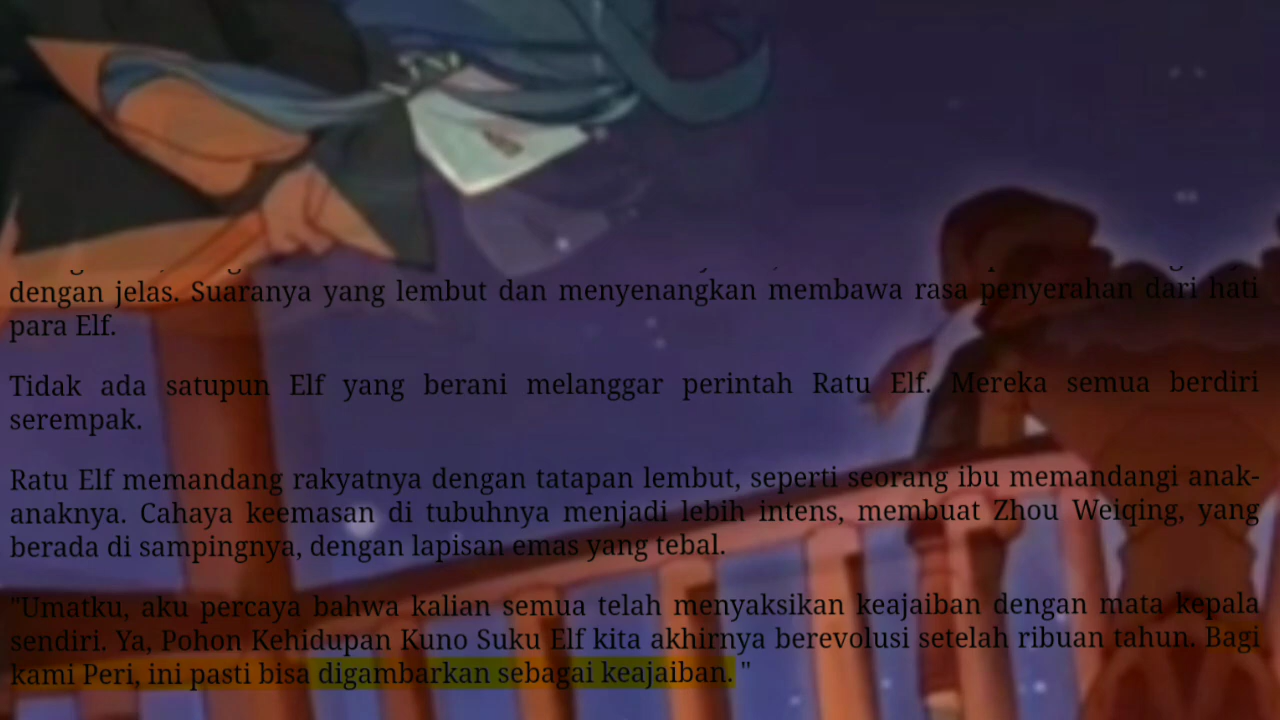 dengan jelas. Suaranya yang lembut dan menyenangkan membawa rasa penyerahan dari hati
para Elf.
Tidak ada satupun Elf yang berani melanggar perintah Ratu Elf. Mereka semua berdiri
serempak.
Ratu Elf memandang rakyatnya dengan tatapan lembut, seperti seorang ibu memandangi anak-
anaknya. Cahaya keemasan di tubuhnya menjadi lebih intens, membuat Zhou Weiqing, yang
berada di sampingnya, dengan lapisan emas yang tebal.
"Umatku, aku percaya bahwa kalian semua telah menyaksikan keajaiban dengan mata kepala
sendiri. Ya, Pohon Kehidupan Kuno Suku Elf kita akhirnya berevolusi setelah ribuan tahun. Bagi
kami Peri, ini pasti bisa digambarkan sebagai keajaiban. "